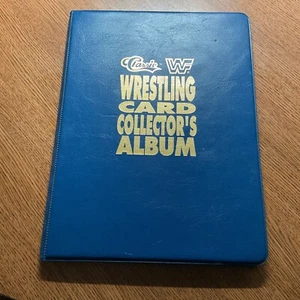 Classic WF
WRESTLING
CARD
COLLECTOR'S
ALBUM